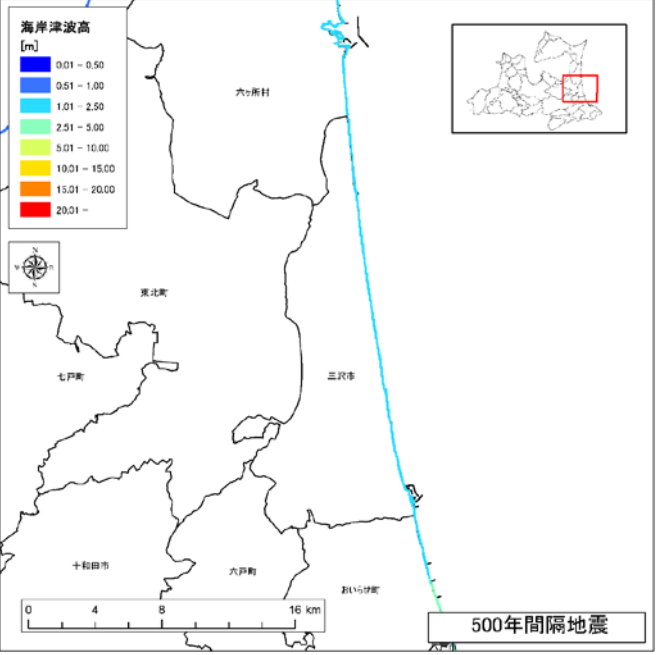 海岸津波高
[m]
0.01 - 0.50
0.51 - 1.00
1.01 - 2.50
2.51 - 5.00
5.01 - 10.00
10.01 - 15.00
15.01 - 20.00
20.01 -
六ヶ所村
N
W
E
S
東北町
七戸町
三沢市
十和田市
六戸町
おいらせ町
0 4 8 16 km
500年間隔地震